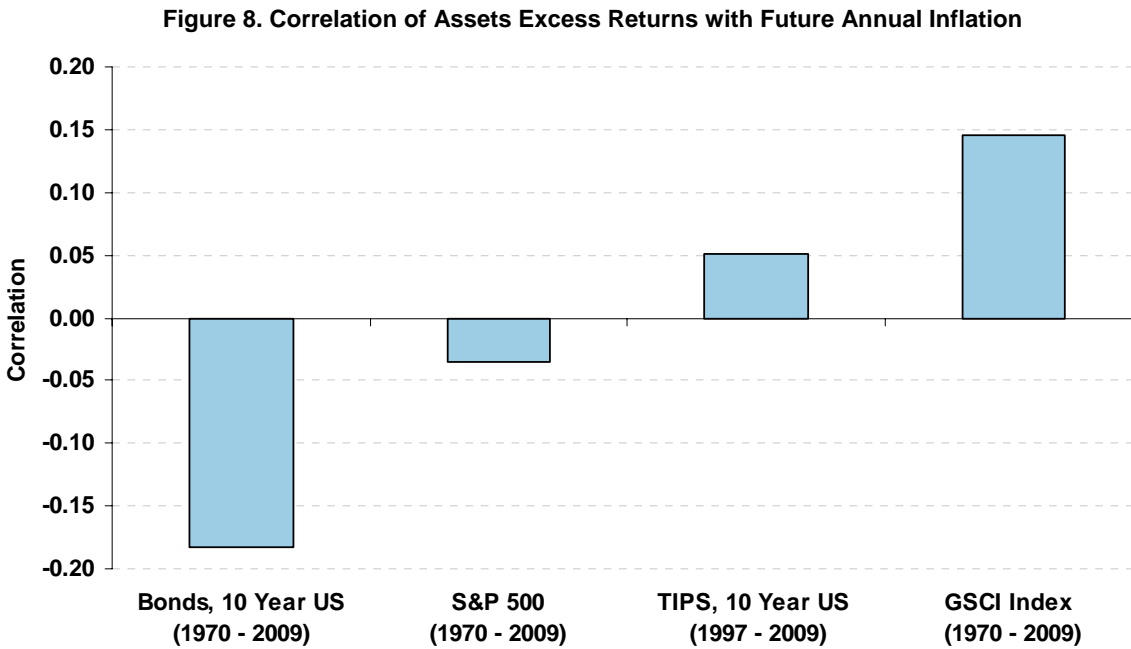 Figure 8. Correlation of Assets Excess Returns with Future Annual Inflation
0.20
0.15
0.10
0.05
0.00
-0.05
-0.10
-0.15
-0.20
Correlation
Bonds, 10 Year US
(1970 - 2009)
S&P 500
(1970 - 2009)
TIPS, 10 Year US
(1997 - 2009)
GSCI Index
(1970 - 2009)